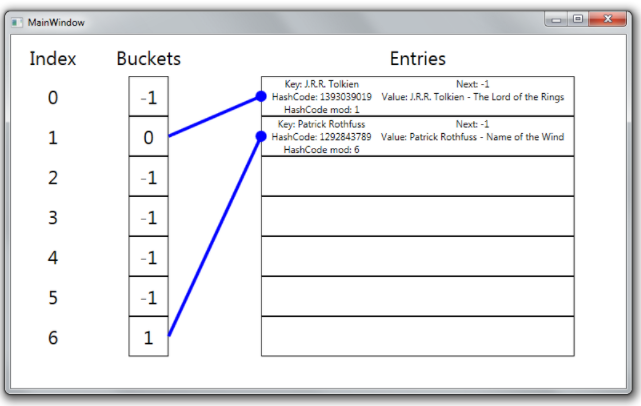 MainWindow
Index Buckets Entries
0 -1
Key: J.R.R. Tolkien Next: -1
HashCode: 1393039019 Value: J.R.R. Tolkien - The Lord of the Rings
HashCode mod: 1
1 0
Key: Patrick Rothfuss Next: -1
HashCode: 1292843789 Value: Patrick Rothfuss - Name of the Wind
HashCode mod: 6
2 -1
3 -1
4 -1
5 -1
6 1